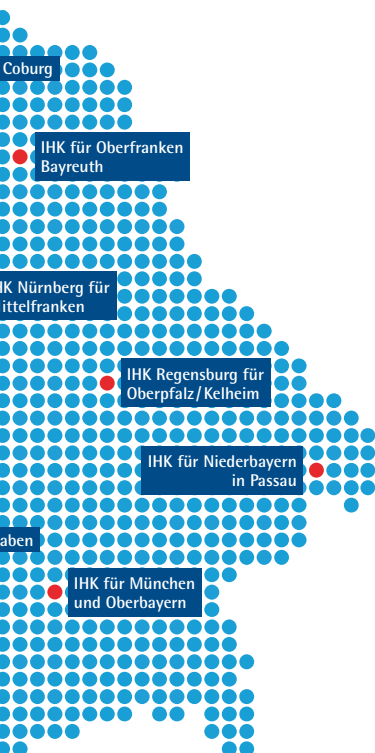 Coburg
IHK für Oberfranken
Bayreuth
HK Nürnberg für
ittelfranken
IHK Regensburg für
Oberpfalz/Kelheim
IHK für Niederbayern
in Passau
aben
IHK für München
und Oberbayern